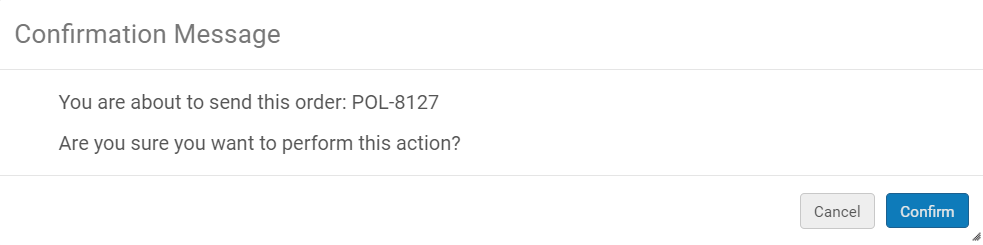 Confirmation Message
You are about to send this order: POL-8127
Are you sure you want to perform this action?
Cancel
Confirm